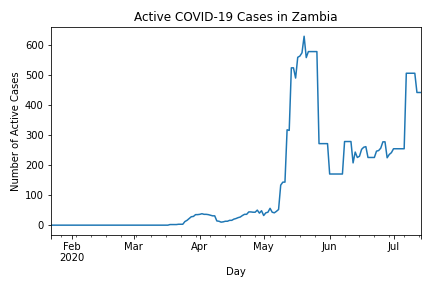 Active COVID-19 Cases in Zambia
Number of Active Cases
600
500
400
300
200
100
0
Feb Mar Apr May Jun Jul
2020
Day